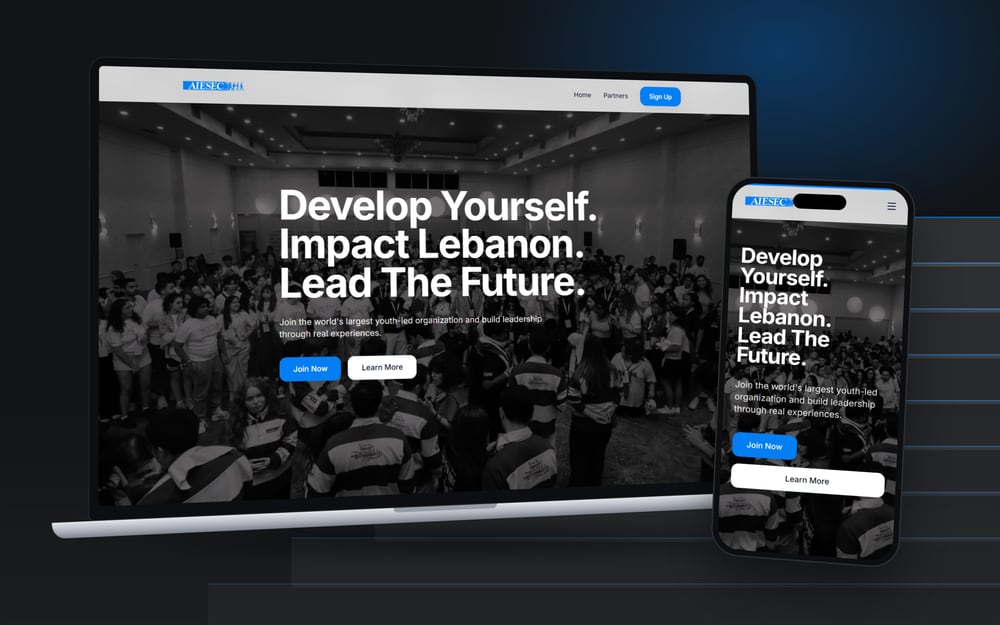 AIESEC
Home Partners Sign Up
Develop Yourself.
Impact Lebanon.
Lead The Future.
Join the world's largest youth-led organization and build leadership
through real experiences.
Join Now Learn More
AIESEC
Develop
Yourself.
Impact
Lebanon.
Lead The
Future.
Join the world's largest youth-led
organization and build leadership
through real experiences.
Join Now
Learn More